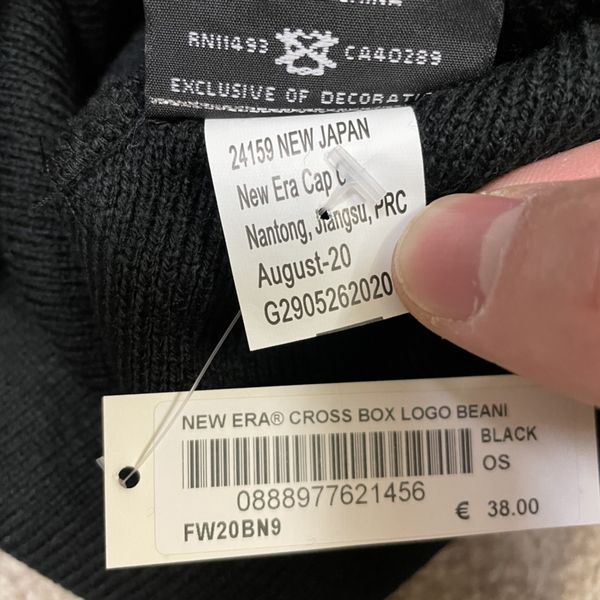 CHINA
RN11493 CA40289
EXCLUSIVE OF DECORATI
24159 NEW JAPAN
New Era Cap C
Nantong, Jiangsu, PRC
August-20
G2905262020
NEW ERA® CROSS BOX LOGO BEANI
BLACK
OS
0888977621456
€ 38.00
FW20BN9